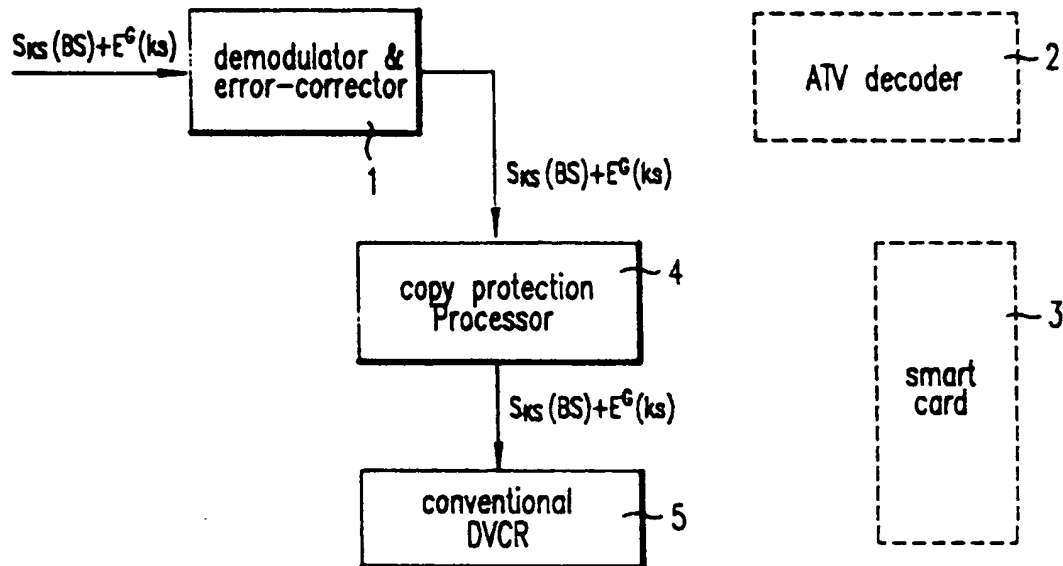 S_KS(BS)+E^G(ks)
demodulator &
error-corrector
1
ATV decoder
2
S_KS(BS)+E^G(ks)
copy protection
Processor
4
smart
card
3
S_KS(BS)+E^G(ks)
conventional
DVCR
5